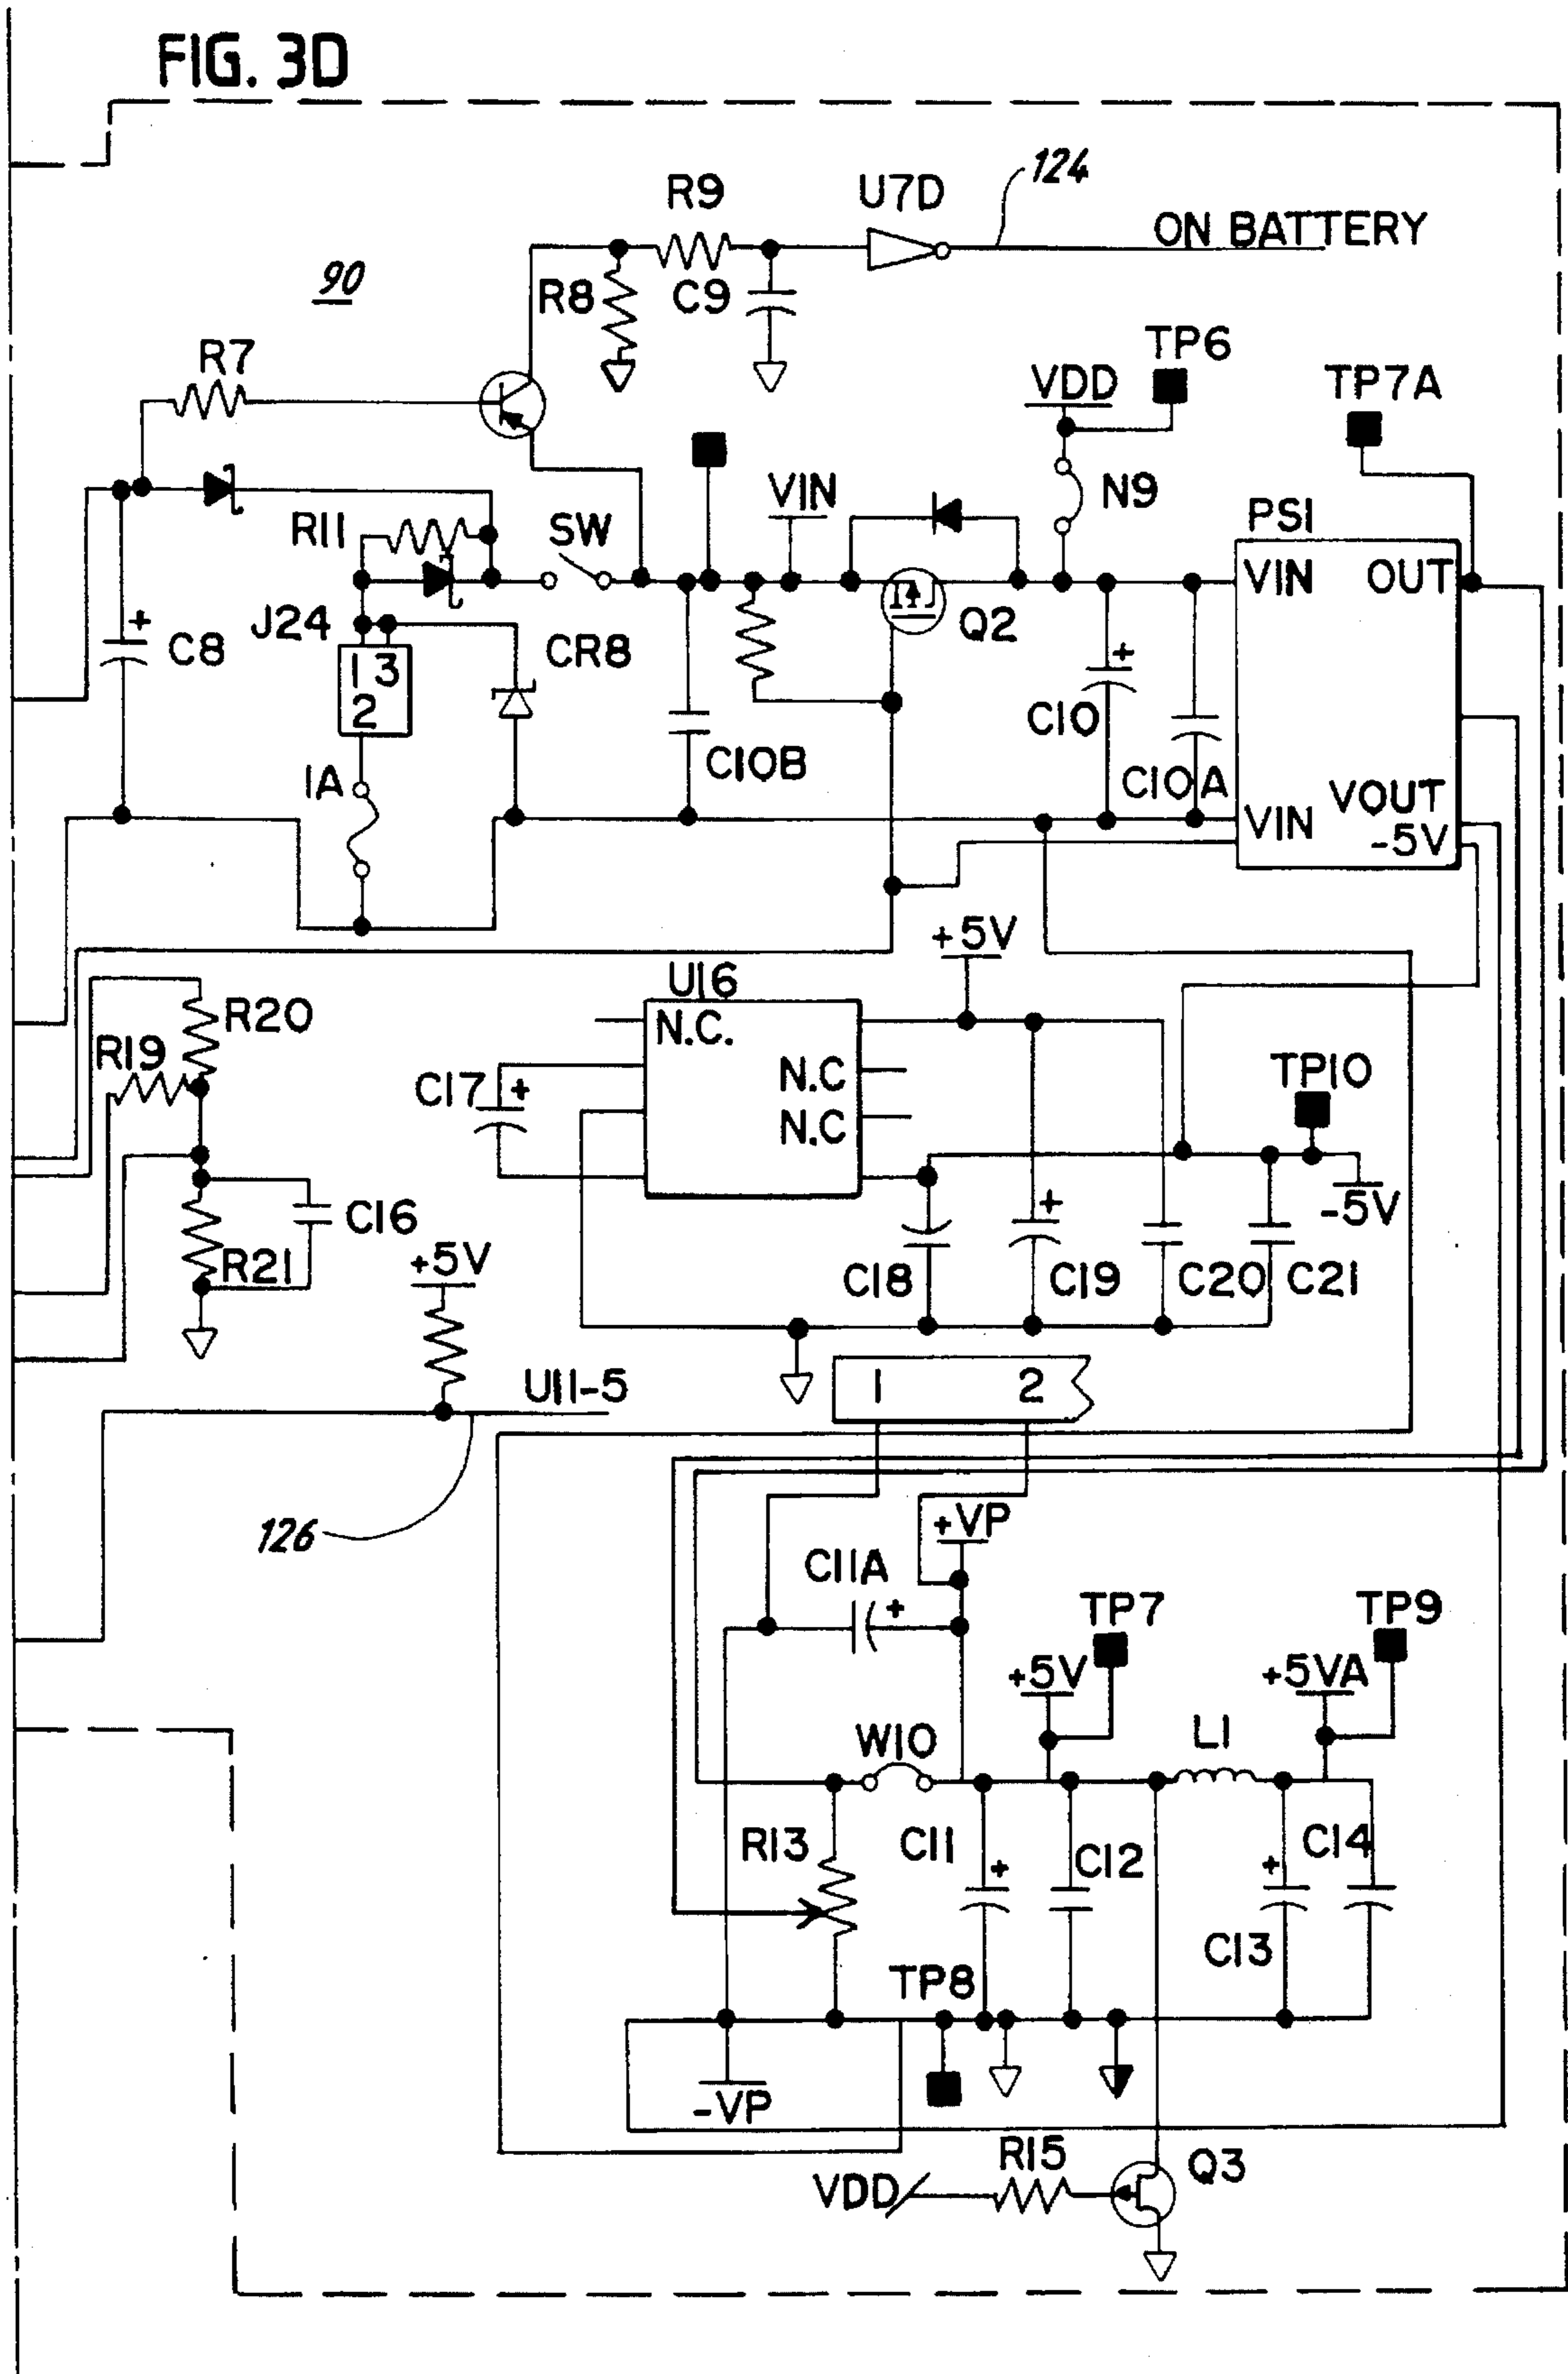 FIG. 3D
124
R9
U7D
ON BATTERY
90
R8
C9
R7
TP6
VDD
TP7A
R11
SW
VIN
N9
PS1
VIN
OUT
J24
C8
1 3
2
CR8
Q2
+
+
C10
C10B
C10A
1A
VOUT
VIN
-5V
+5V
U16
R20
N.C.
R19
C17
+
N.C
TP10
N.C
C16
+
-5V
R21
+5V
C18
C19
C20
C21
U11-5
1
2
126
+VP
C11A
+
TP7
TP9
+5V
+5VA
W10
L1
R13
C11
+
C12
C14
+
C13
TP8
-VP
R15
Q3
VDD